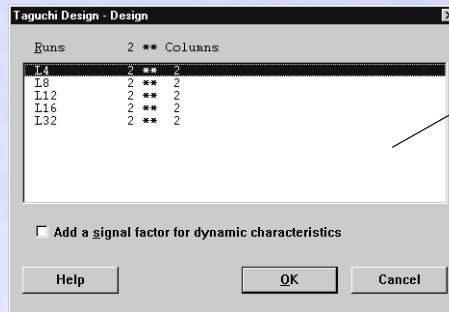 Taguchi Design - Design
Runs 2 ** Columns
L4 2 ** 2
L8 2 ** 2
L12 2 ** 2
L16 2 ** 2
L32 2 ** 2
Add a signal factor for dynamic characteristics
Help OK Cancel